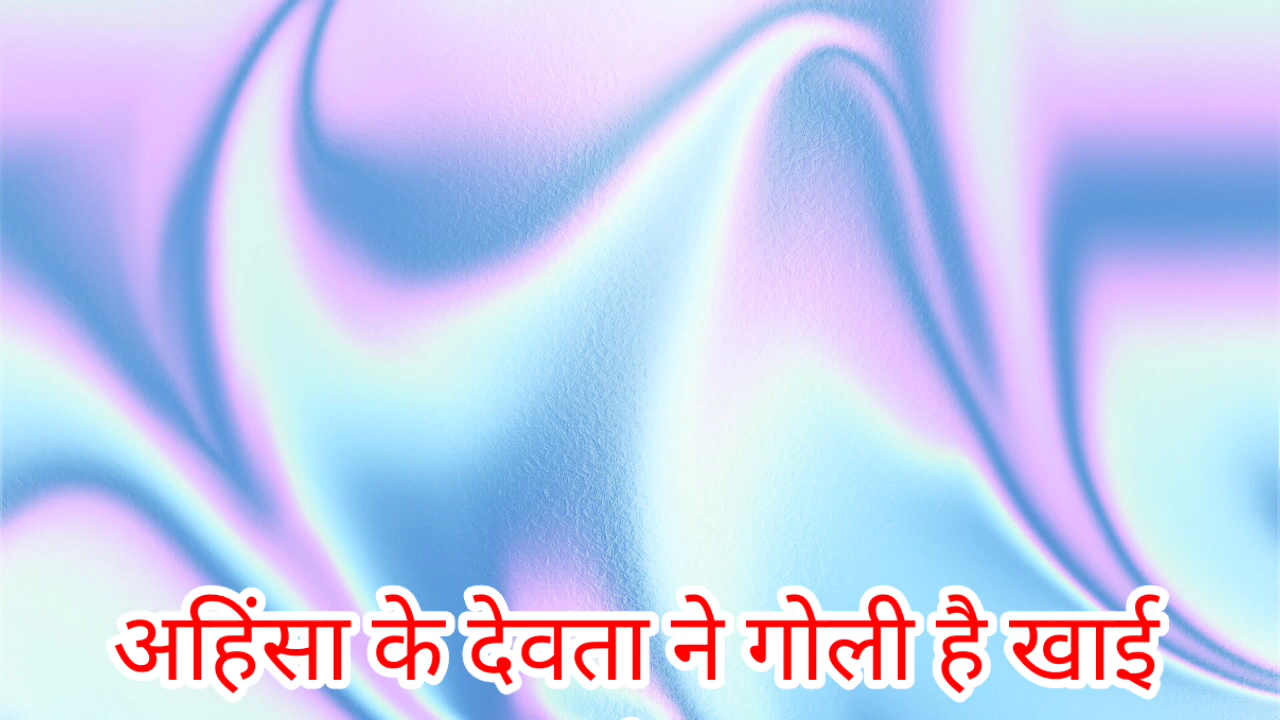 अहिंसा के देवता ने गोली है खाई